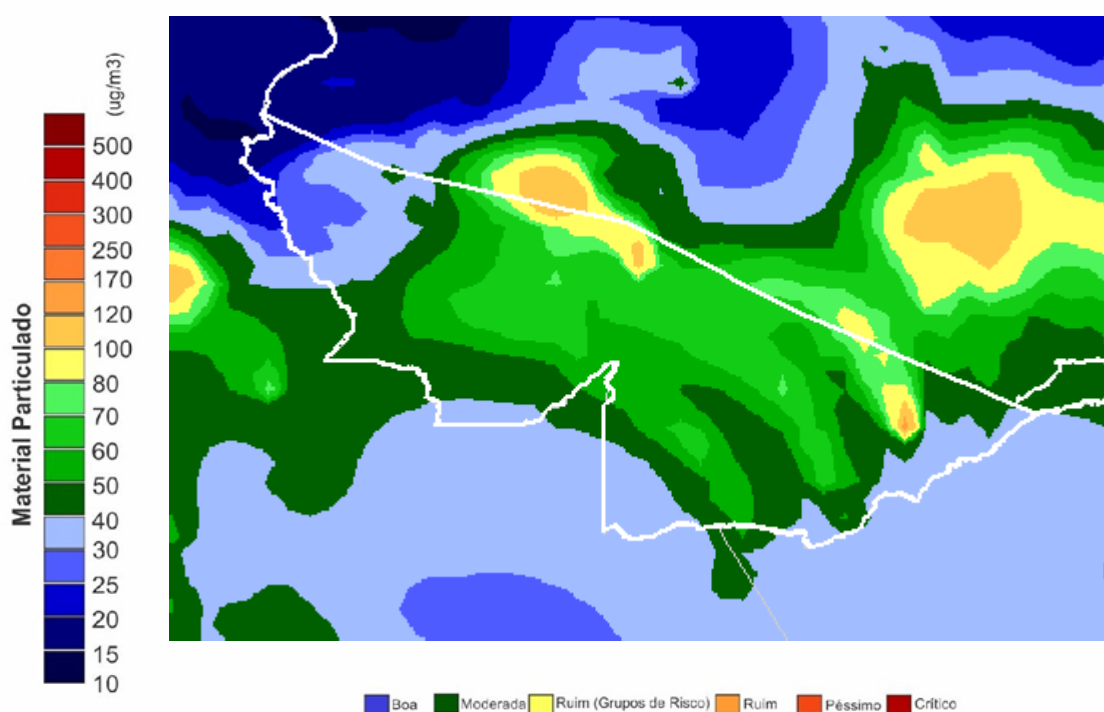 (ug/m3)
500
400
300
250
170
120
100
80
70
60
50
40
30
25
20
15
10
Material Particulado
Boa
Moderada
Ruim (Grupos de Risco)
Ruim
Péssimo
Crítico